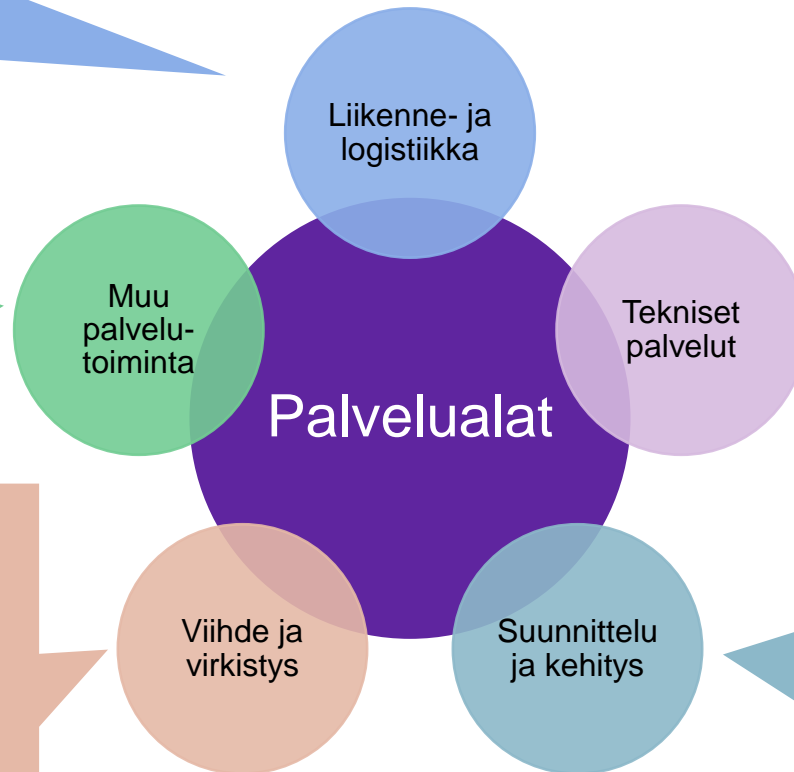 Liikenne- ja
logistiikka
Muu
palvelu-
toiminta
Tekniset
palvelut
Palvelualat
Viihde ja
virkistys
Suunnittelu
ja kehitys